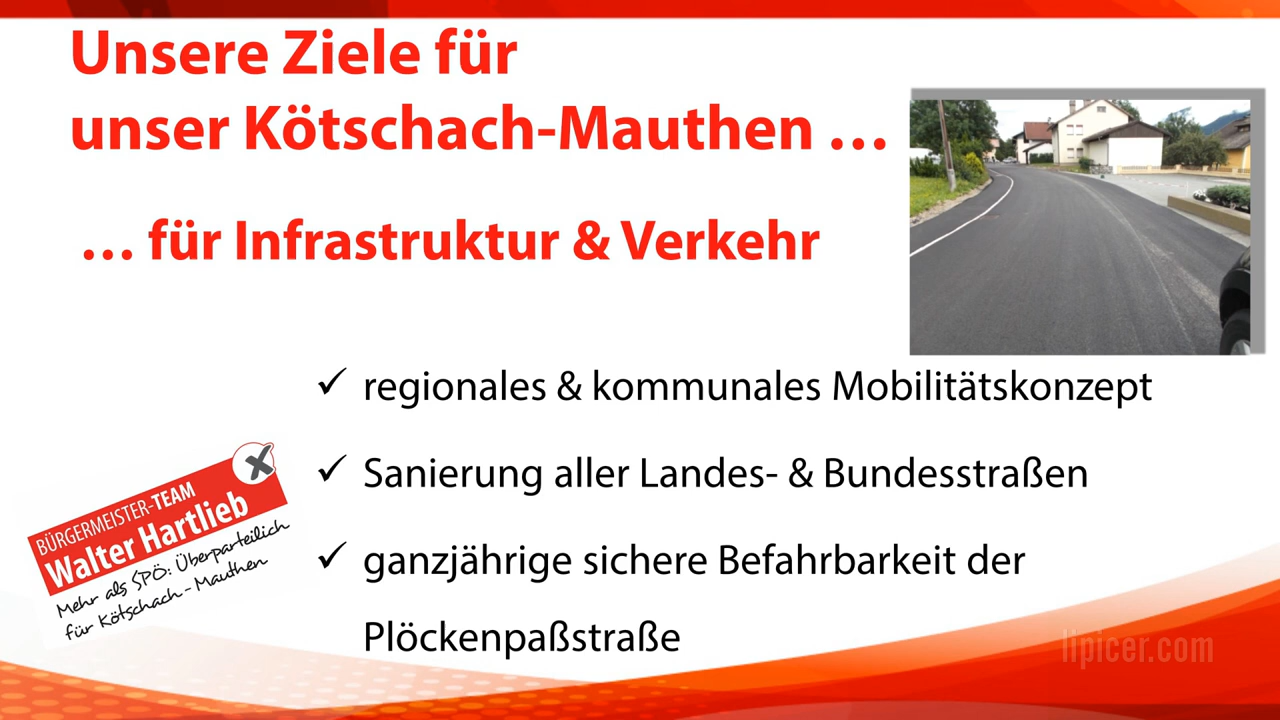 Unsere Ziele für
unser Kötschach-Mauthen ...
... für Infrastruktur & Verkehr
✓ regionales & kommunales Mobilitätskonzept
✓ Sanierung aller Landes- & Bundesstraßen
✓ ganzjährige sichere Befahrbarkeit der
Plöckenpaßstraße
BÜRGERMEISTER-TEAM
Walter Hartlieb
Mehr als SPÖ: Überparteilich
für Kötschach-Mauthen
lipicer.com